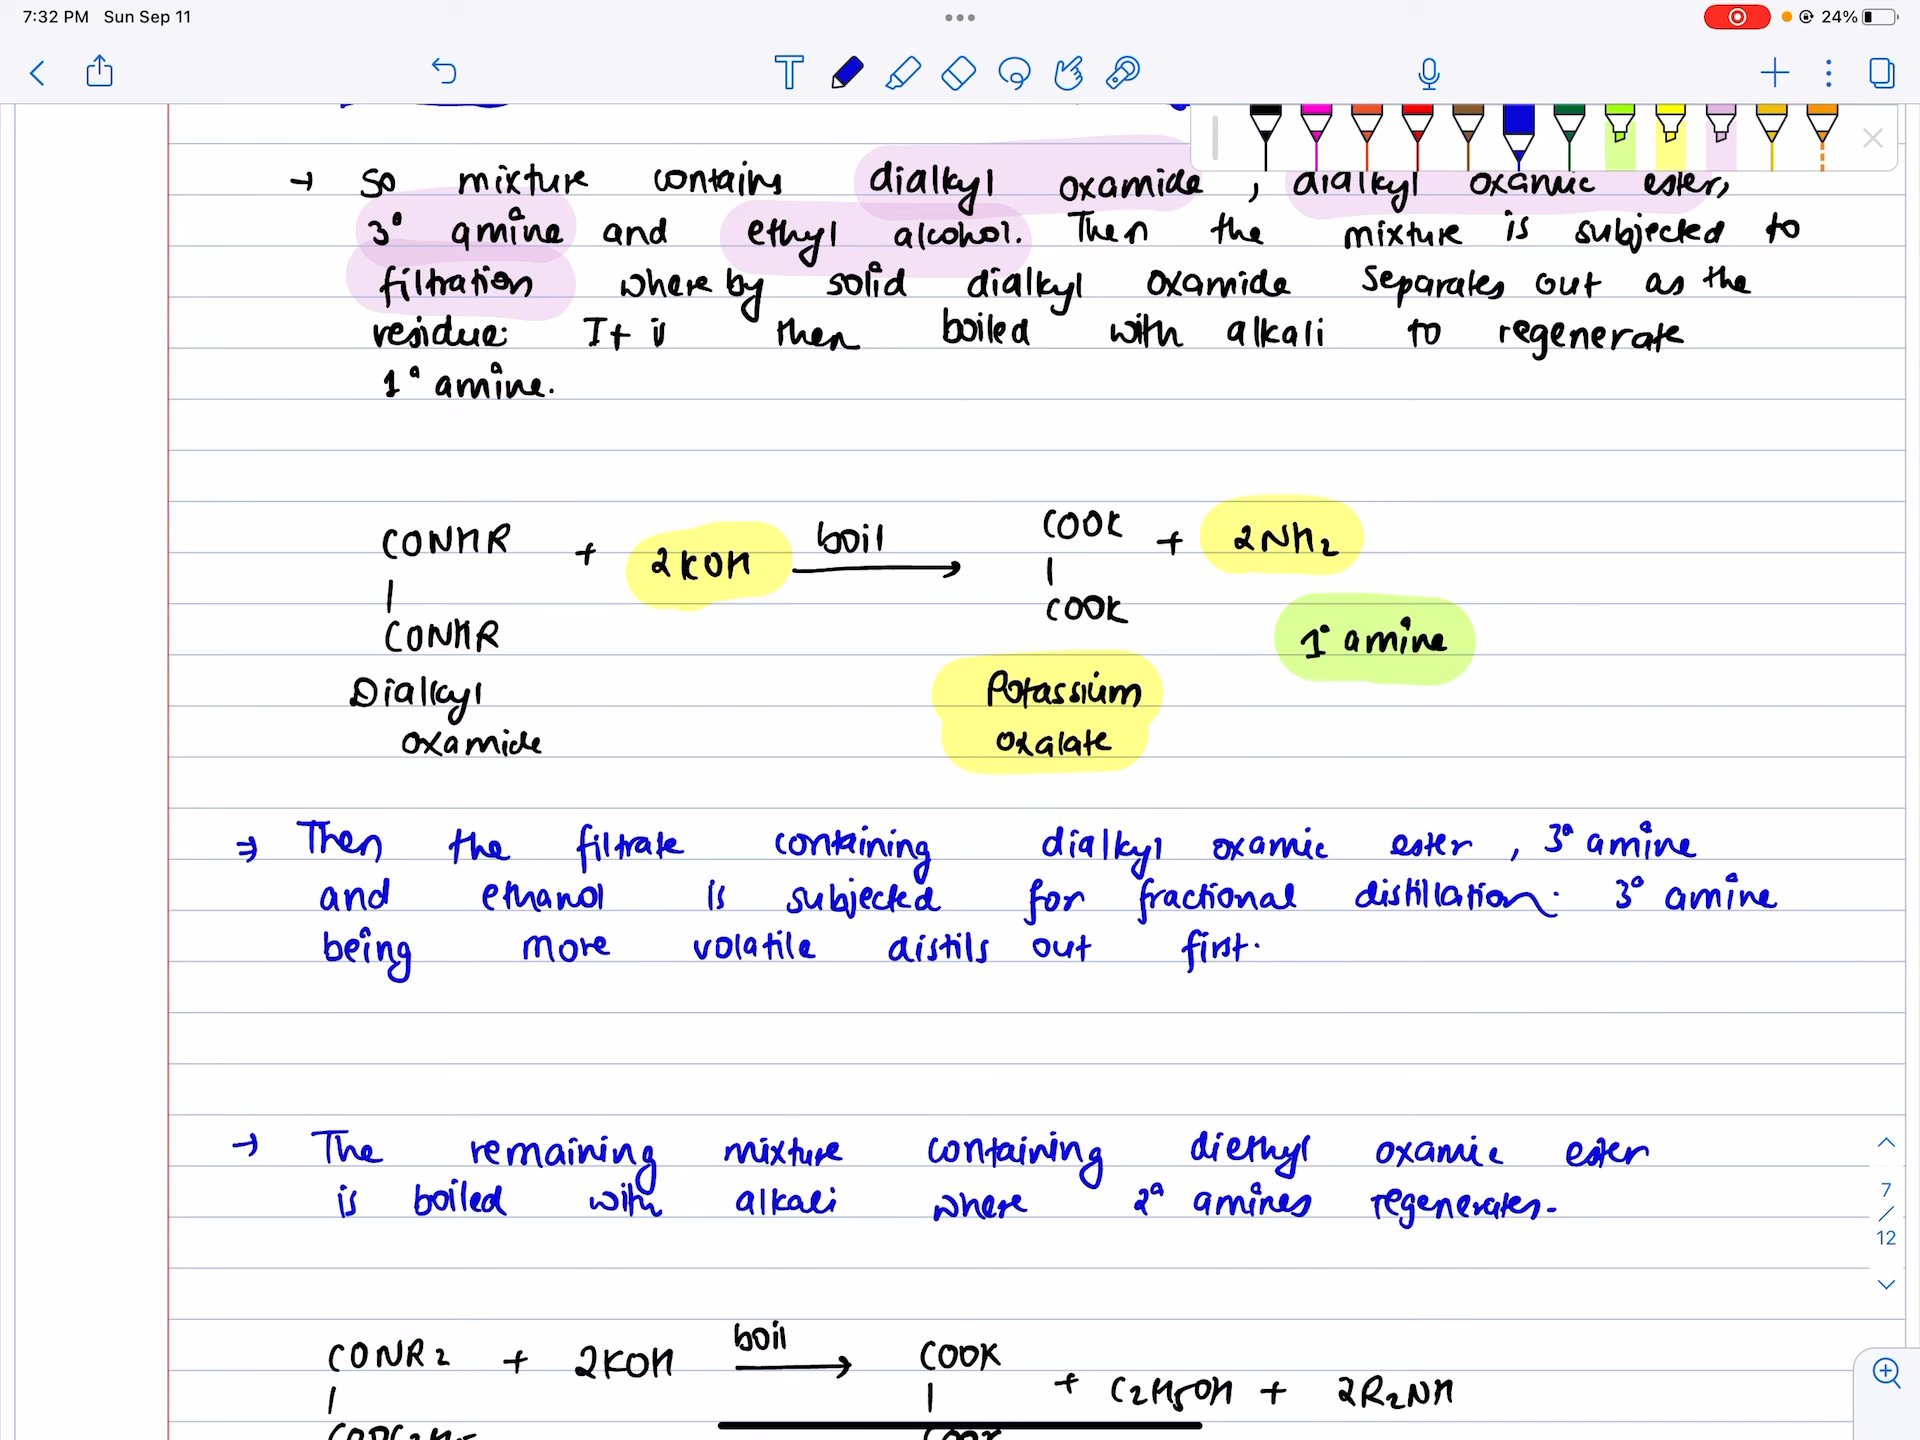 7:32 PM Sun Sep 11
24%
→ So mixture contains dialkyl oxamide, dialkyl oxamic ester,
3° amine and ethyl alcohol. Then the mixture is subjected to
filtration where by solid dialkyl oxamide separates out as the
residue. It is then boiled with alkali to regenerate
1° amine.
CONHR + 2KOH boil → COOK + 2NH2
|
|
CONHR COOK
1° amine
Dialkyl Potassium
oxamide oxalate
⇒ Then the filtrate containing dialkyl oxamic ester, 3° amine
and ethanol is subjected for fractional distillation. 3° amine
being more volatile distils out first.
→ The remaining mixture containing diethyl oxamic ester
is boiled with alkali where 2° amines regenerates.
7
/
12
CONR2 + 2KOH boil → COOK + C2H5OH + 2R2NH
|
|